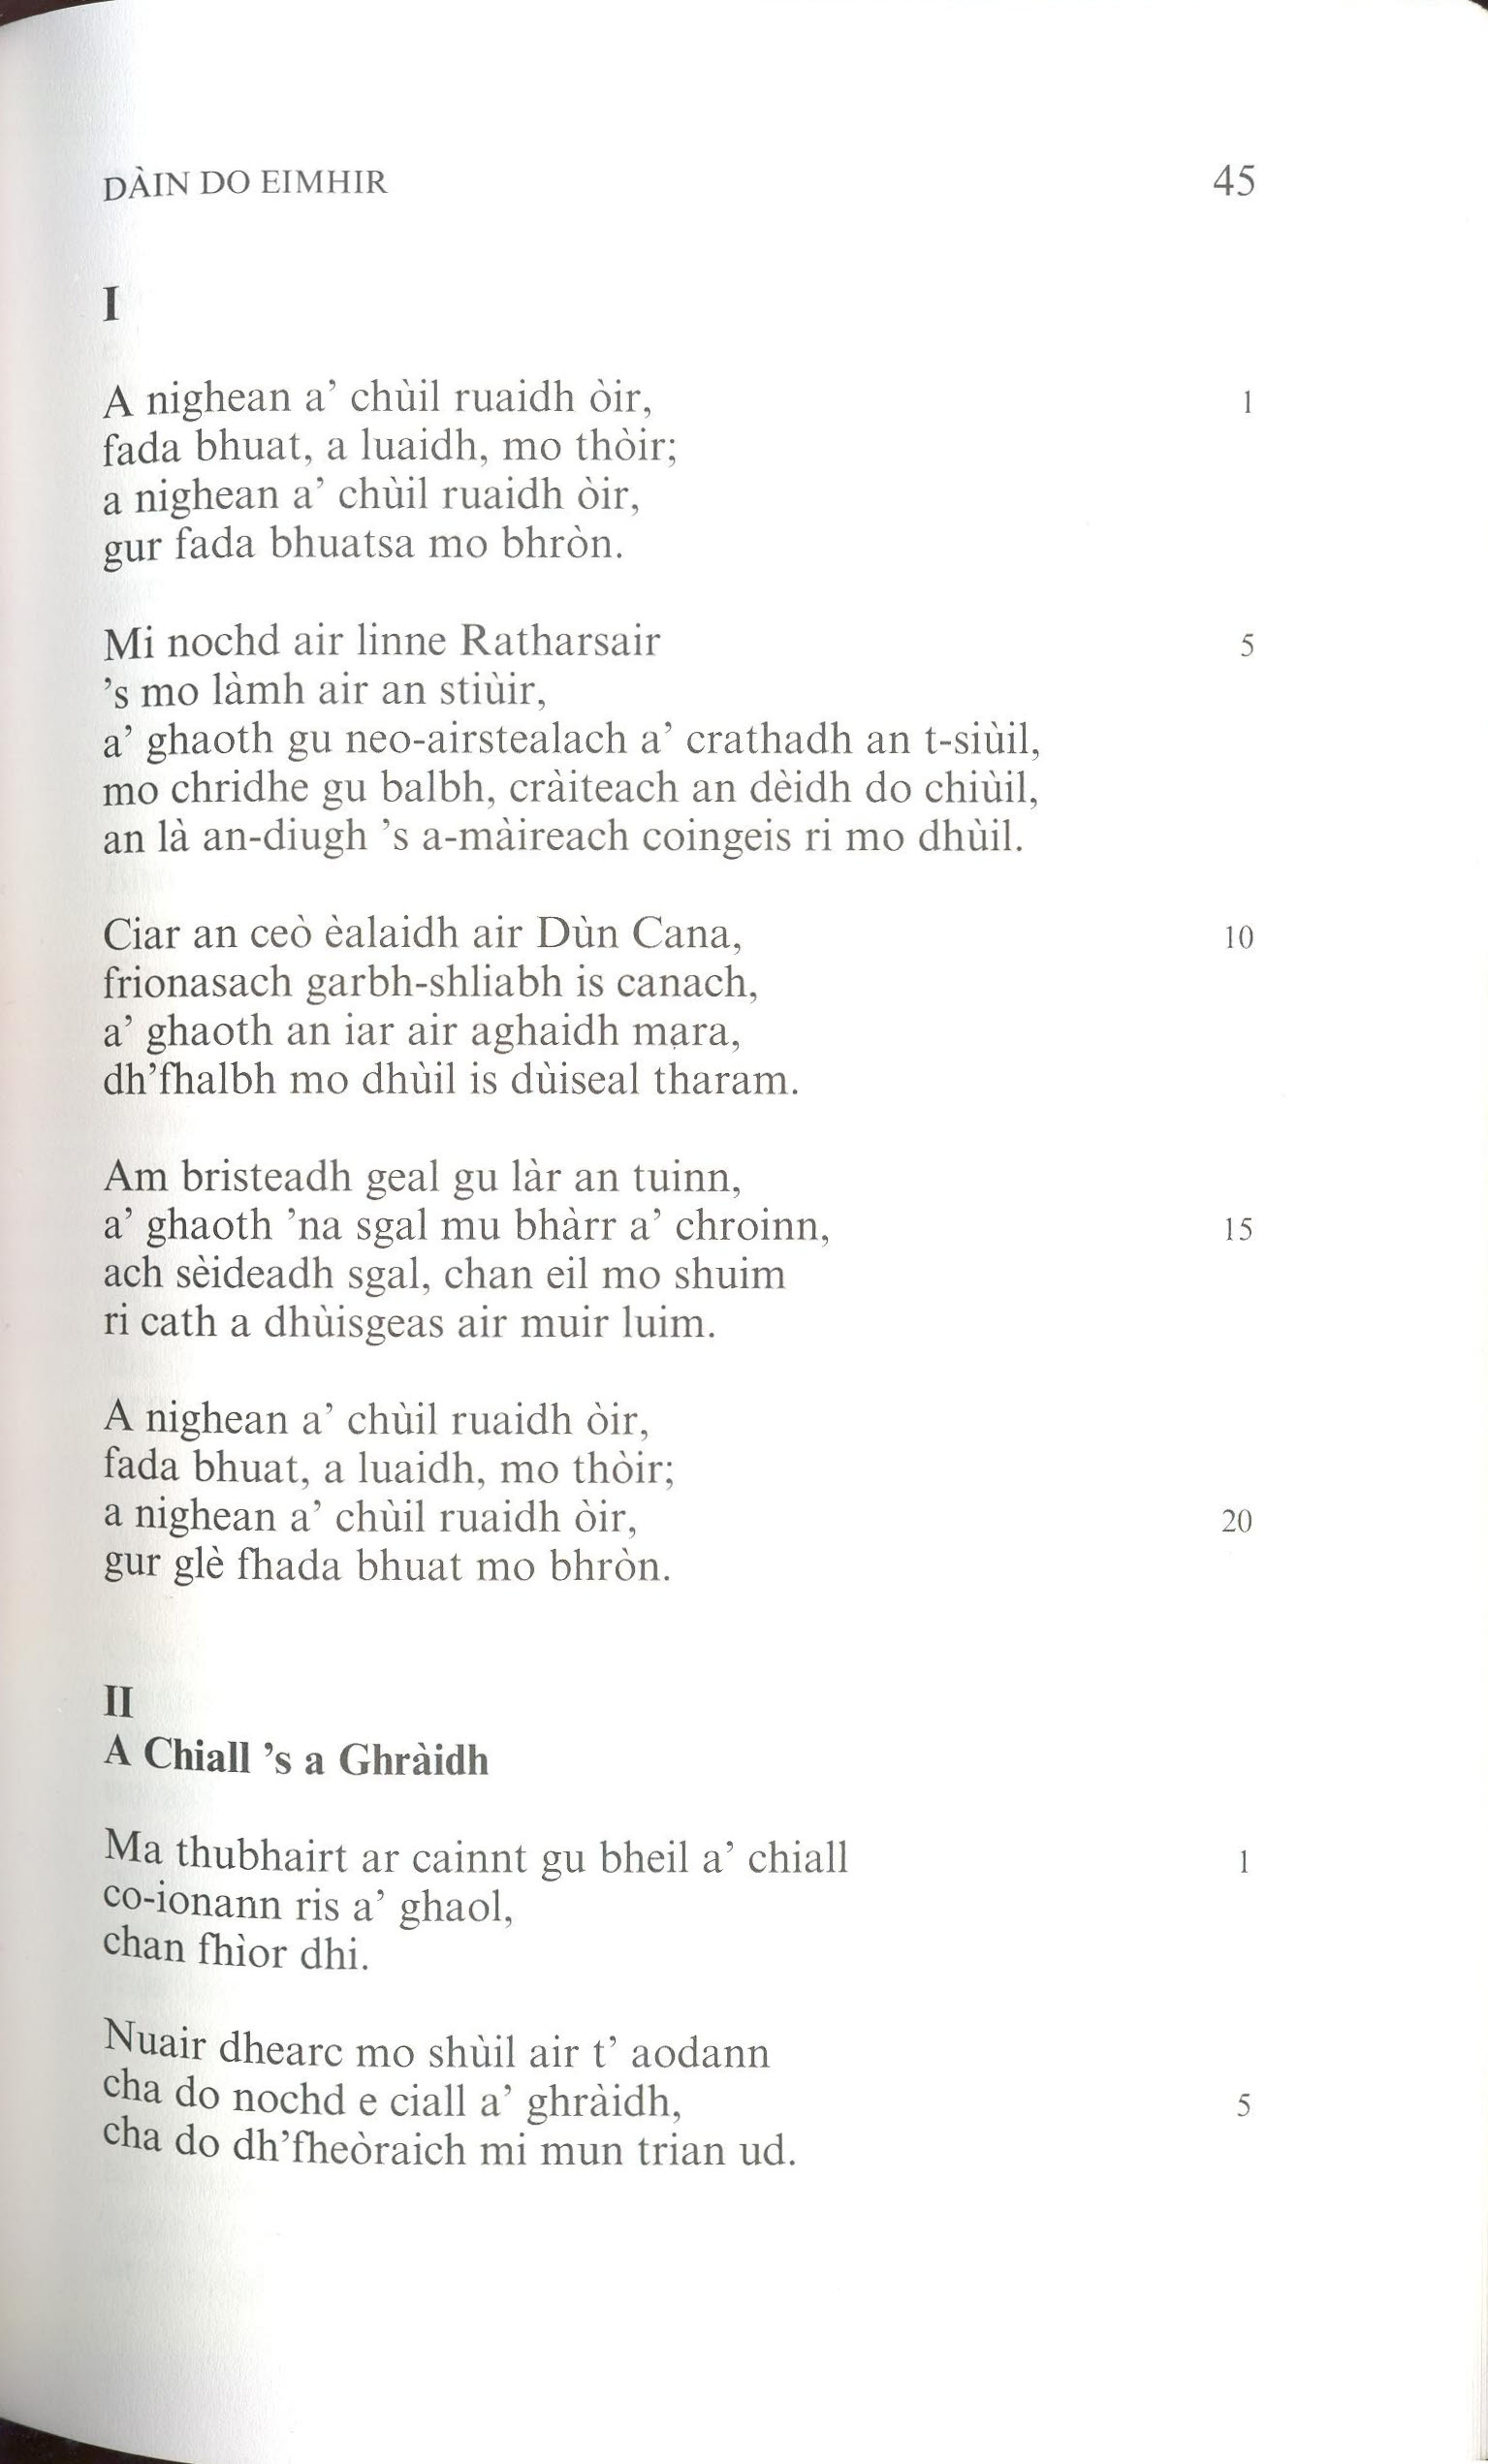 DÀIN DO EIMHIR 45
I
A nighean a’ chùil ruaidh òir, 1
fada bhuat, a luaidh, mo thòir;
a nighean a’ chùil ruaidh òir,
gur fada bhuatsa mo bhròn.
Mi nochd air linne Ratharsair 5
’s mo làmh air an stiùir,
a’ ghaoth gu neo-airstealach a’ crathadh an t-siùil,
mo chridhe gu balbh, cràiteach an dèidh do chiùil,
an là an-diugh ’s a-màireach coingeis ri mo dhùil.
Ciar an ceò èalaidh air Dùn Cana, 10
frionasach garbh-shliabh is canach,
a’ ghaoth an iar air aghaidh mara,
dh’fhalbh mo dhùil is dùiseal tharam.
Am bristeadh geal gu làr an tuinn,
a’ ghaoth ’na sgal mu bhàrr a’ chroinn, 15
ach sèideadh sgal, chan eil mo shuim
ri cath a dhùisgeas air muir luim.
A nighean a’ chùil ruaidh òir,
fada bhuat, a luaidh, mo thòir;
a nighean a’ chùil ruaidh òir, 20
gur glè fhada bhuat mo bhròn.
II
A Chiall ’s a Ghràidh
Ma thubhairt ar cainnt gu bheil a’ chiall 1
co-ionann ris a’ ghaol,
chan fhìor dhi.
Nuair dhearc mo shùil air t’ aodann
cha do nochd e ciall a’ ghràidh, 5
cha do dh’fheòraich mi mun trian ud.